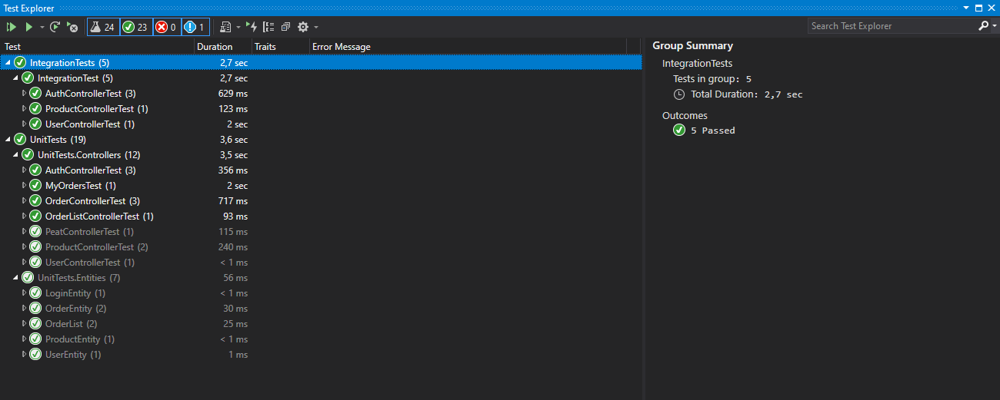 Test Explorer
24 23 0 1 Search Test Explorer
Test Duration Traits Error Message
IntegrationTests (5) 2,7 sec
IntegrationTest (5) 2,7 sec
AuthControllerTest (3) 629 ms
ProductControllerTest (1) 123 ms
UserControllerTest (1) 2 sec
UnitTests (19) 3,6 sec
UnitTests.Controllers (12) 3,5 sec
AuthControllerTest (3) 356 ms
MyOrdersTest (1) 2 sec
OrderControllerTest (3) 717 ms
OrderListControllerTest (1) 93 ms
PeatControllerTest (1) 115 ms
ProductControllerTest (2) 240 ms
UserControllerTest (1) < 1 ms
UnitTests.Entities (7) 56 ms
LoginEntity (1) < 1 ms
OrderEntity (2) 30 ms
OrderList (2) 25 ms
ProductEntity (1) < 1 ms
UserEntity (1) 1 ms
Group Summary
IntegrationTests
Tests in group: 5
Total Duration: 2,7 sec
Outcomes
5 Passed